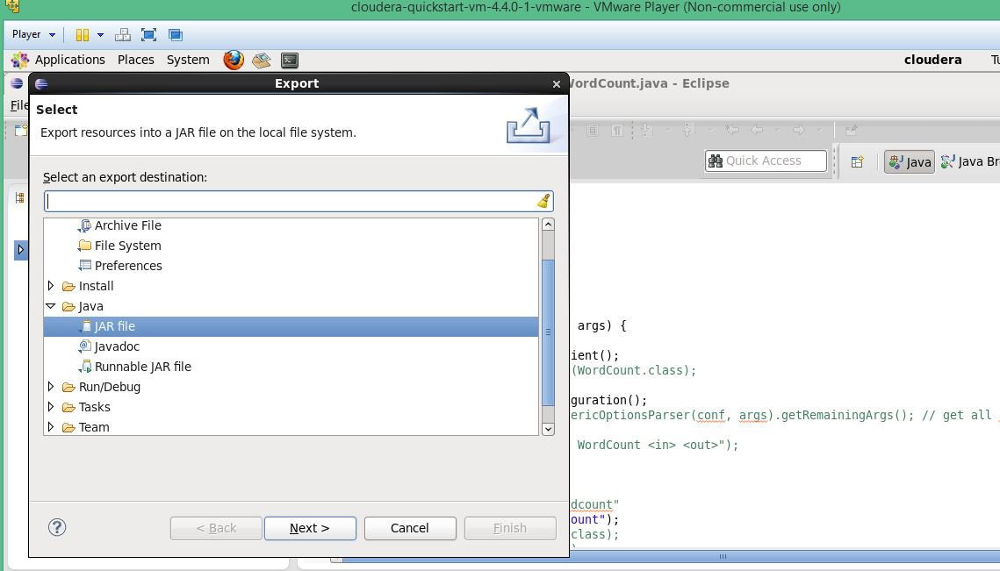 cloudera-quickstart-vm-4.4.0-1-vmware - VMware Player (Non-commercial use only)
Player
Applications Places System cloudera
Export
WordCount.java - Eclipse
File
Select
Export resources into a JAR file on the local file system.
Quick Access
Java
Java Br
Select an export destination:
Archive File
File System
Preferences
Install
Java
JAR file
Javadoc
Runnable JAR file
Run/Debug
Tasks
Team
args) {
ient();
(WordCount.class);
guration();
ericOptionsParser(conf, args).getRemainingArgs(); // get all
WordCount <in> <out>");
dcount"
ount");
class);
?
< Back
Next >
Cancel
Finish